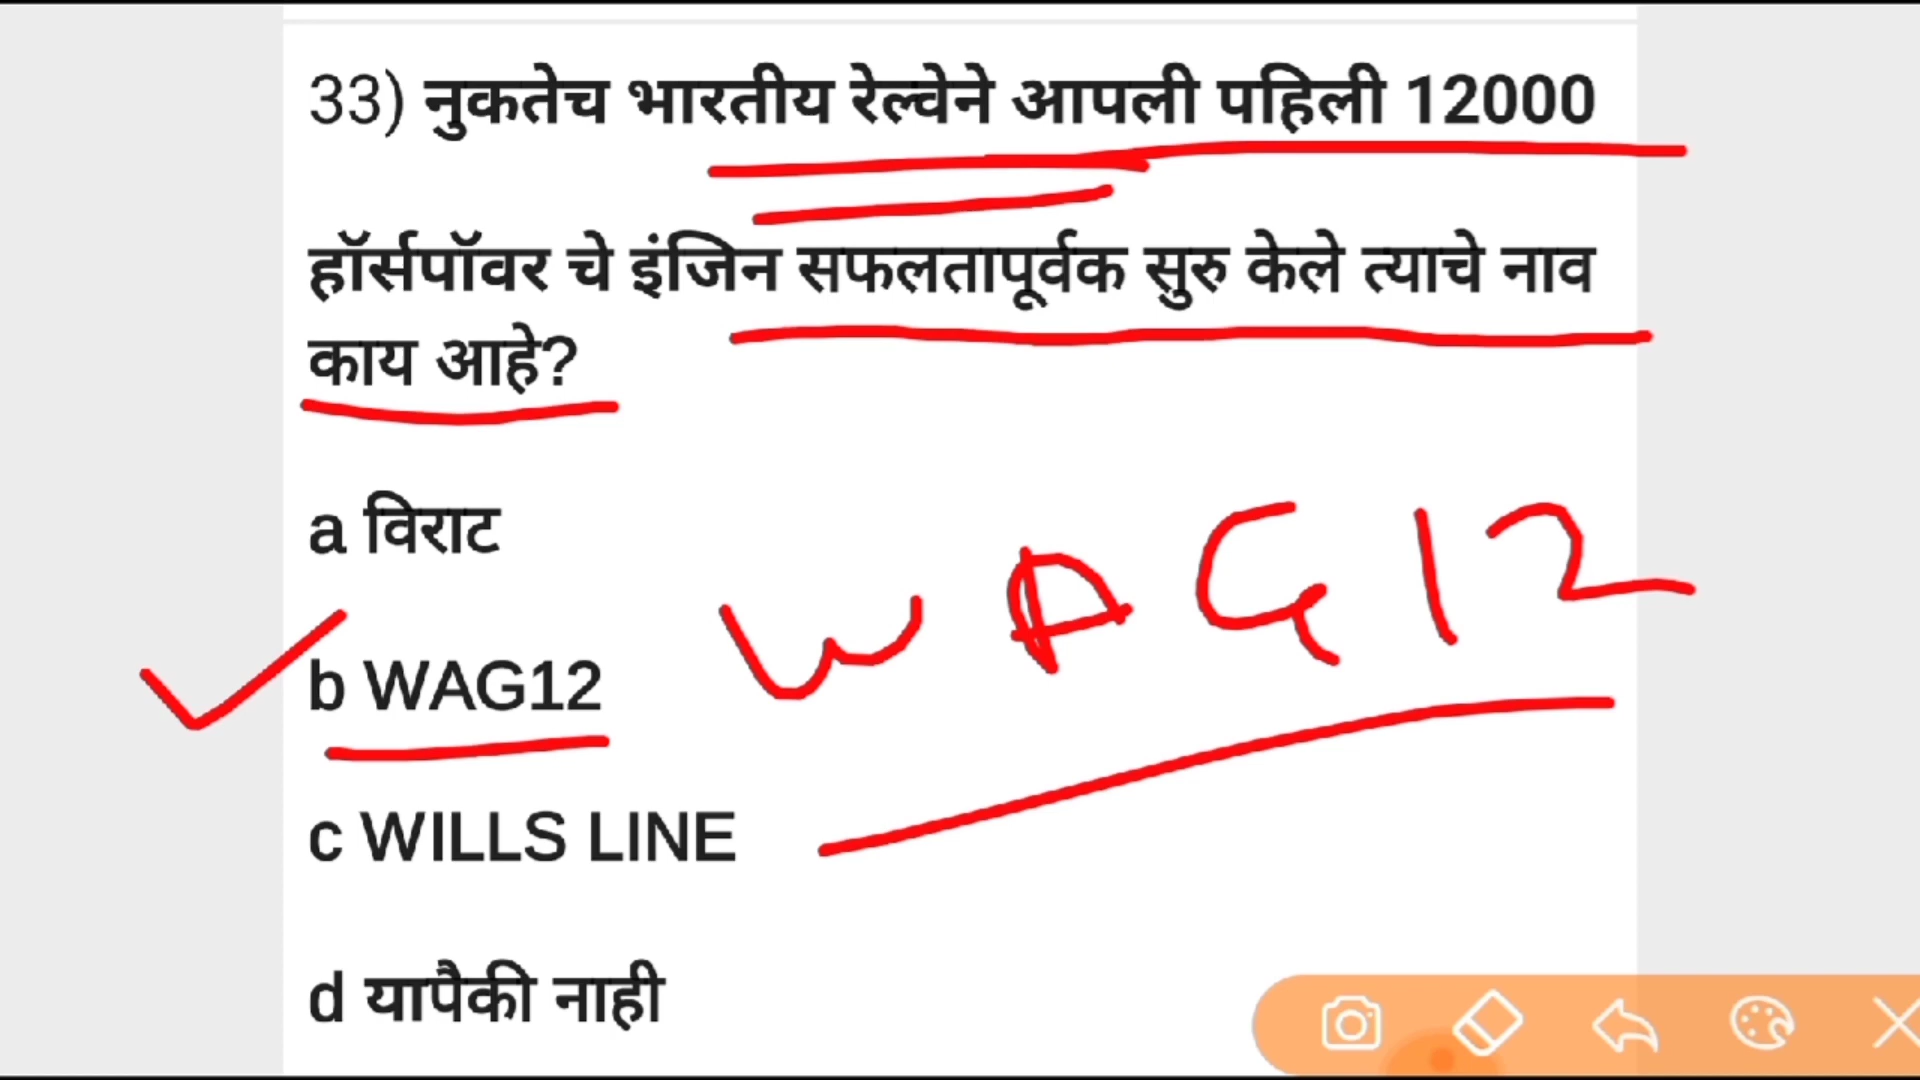 33) नुकतेच भारतीय रेल्वेने आपली पहिली 12000
हॉर्सपॉवर चे इंजिन सफलतापूर्वक सुरु केले त्याचे नाव
काय आहे?
a विराट
WAG12
b WAG12
c WILLS LINE
d यापैकी नाही